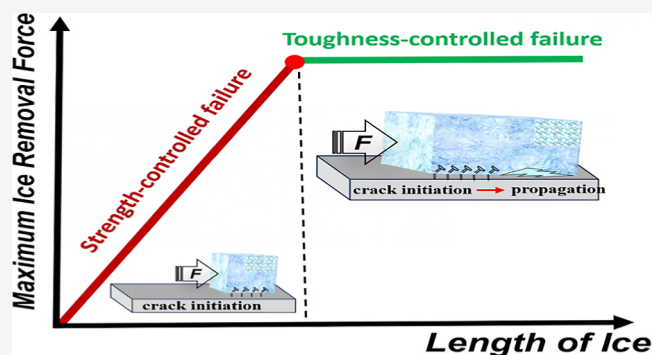 Toughness-controlled failure
Maximum Ice Removal Force
Strength-controlled failure
F
crack initiation → propagation
F
crack initiation
Length of Ice